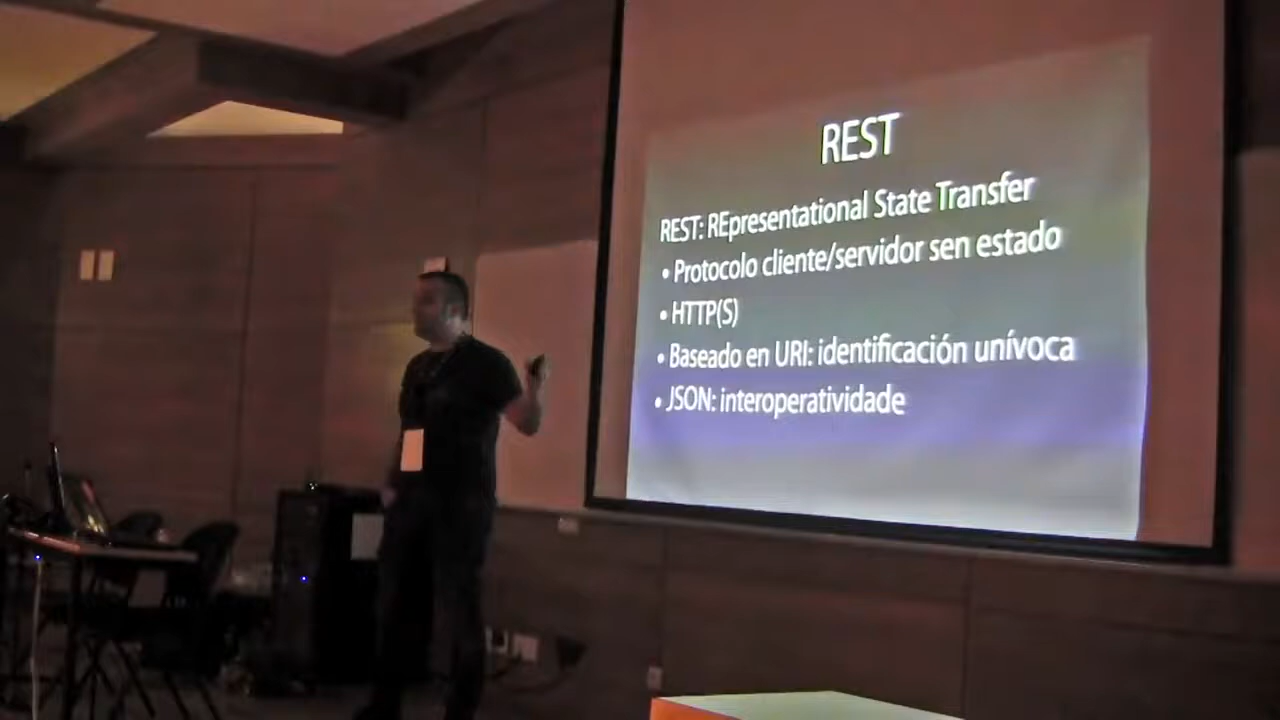 REST
REST: REpresentational State Transfer
• Protocolo cliente/servidor sen estado
• HTTP(S)
• Baseado en URI: identificación unívoca
• JSON: interoperatividade